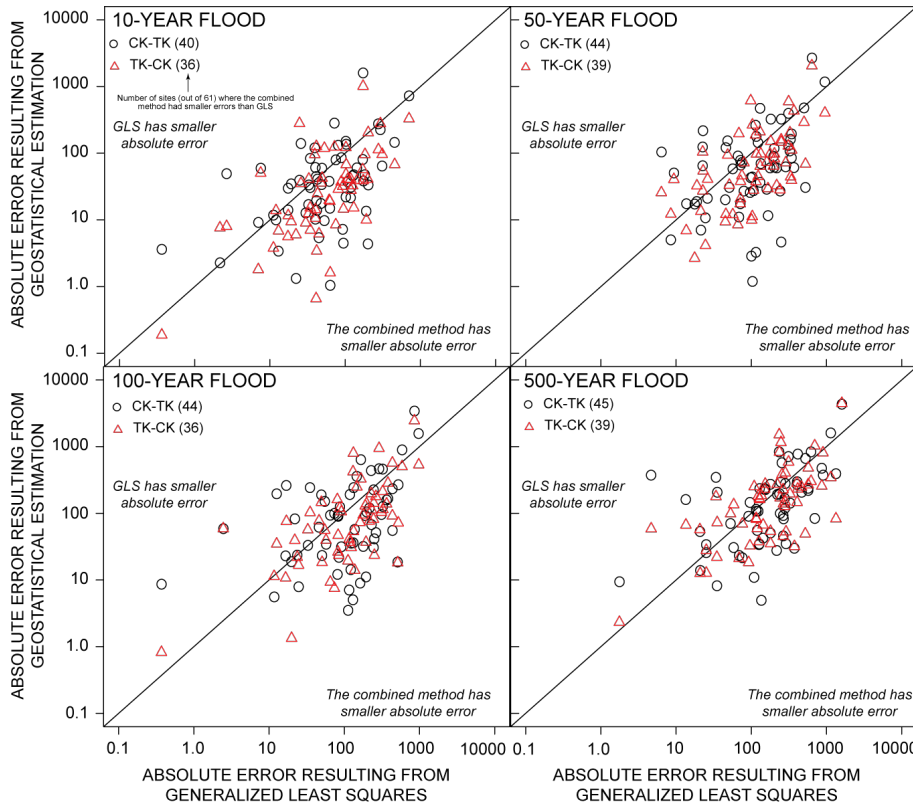 10-YEAR FLOOD
CK-TK (40)
TK-CK (36)
Number of sites (out of 61) where the combined
method had smaller errors than GLS
GLS has smaller
absolute error
The combined method has
smaller absolute error
50-YEAR FLOOD
CK-TK (44)
TK-CK (39)
GLS has smaller
absolute error
The combined method has
smaller absolute error
10000
1000
100
10
1.0
0.1
ABSOLUTE ERROR RESULTING FROM
GEOSTATISTICAL ESTIMATION
100-YEAR FLOOD
CK-TK (44)
TK-CK (36)
GLS has smaller
absolute error
The combined method has
smaller absolute error
500-YEAR FLOOD
CK-TK (45)
TK-CK (39)
GLS has smaller
absolute error
The combined method has
smaller absolute error
10000
1000
100
10
1.0
0.1
ABSOLUTE ERROR RESULTING FROM
GEOSTATISTICAL ESTIMATION
0.1 1.0 10 100 1000 10000
0.1 1.0 10 100 1000 10000
ABSOLUTE ERROR RESULTING FROM
GENERALIZED LEAST SQUARES
ABSOLUTE ERROR RESULTING FROM
GENERALIZED LEAST SQUARES